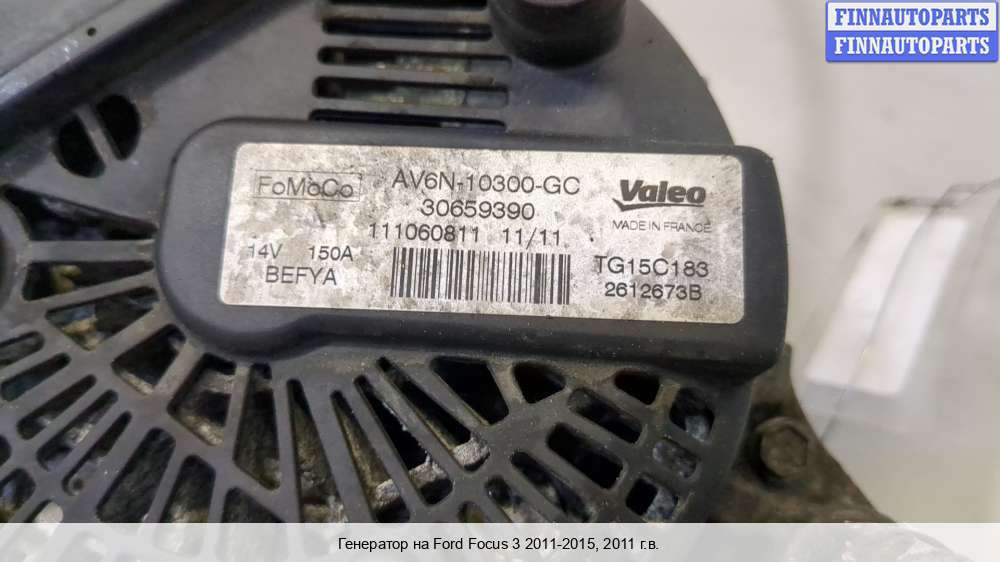 FINNAUTOPARTS
FINNAUTOPARTS
FoMoCo
AV6N-10300-GC
30659390
111060811 11/11
14V 150A
BEFYA
Valeo
MADE IN FRANCE
TG15C183
2612673B
Генератор на Ford Focus 3 2011-2015, 2011 г.в.